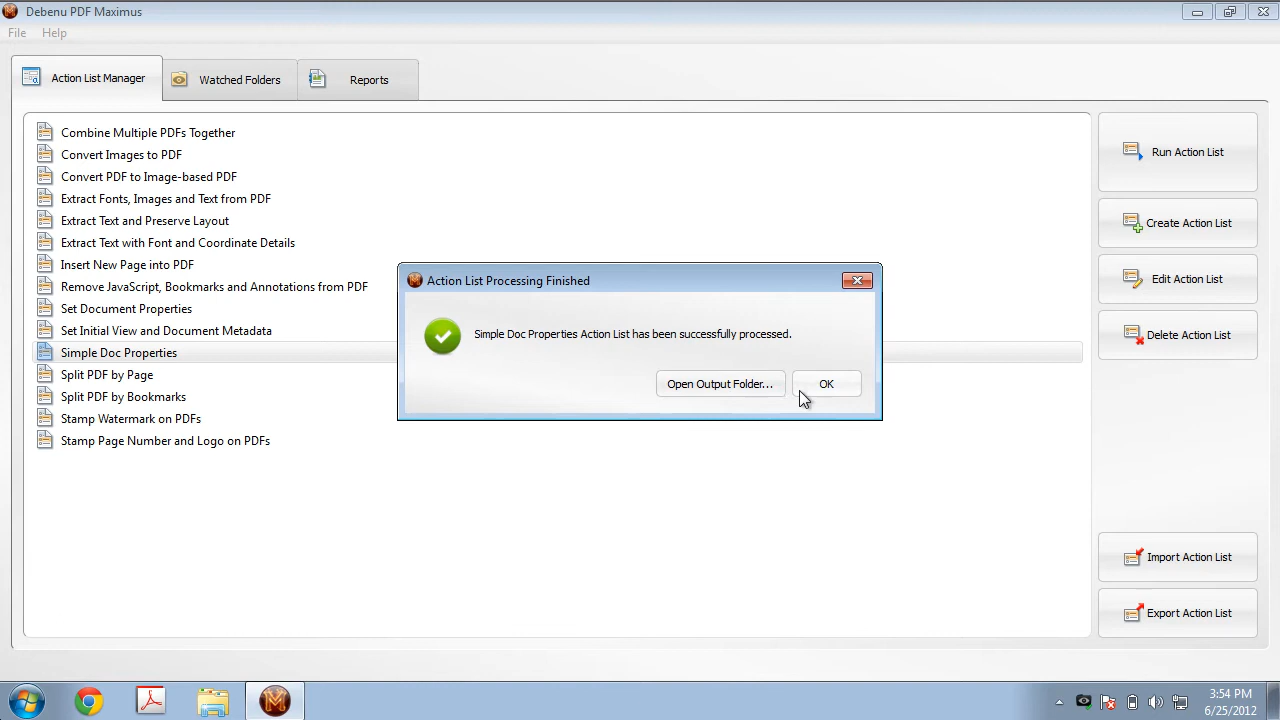 Debenu PDF Maximus
File Help
Action List Manager
Watched Folders
Reports
Combine Multiple PDFs Together
Convert Images to PDF
Convert PDF to Image-based PDF
Extract Fonts, Images and Text from PDF
Extract Text and Preserve Layout
Extract Text with Font and Coordinate Details
Insert New Page into PDF
Remove JavaScript, Bookmarks and Annotations from PDF
Set Document Properties
Set Initial View and Document Metadata
Simple Doc Properties
Split PDF by Page
Split PDF by Bookmarks
Stamp Watermark on PDFs
Stamp Page Number and Logo on PDFs
Action List Processing Finished
Simple Doc Properties Action List has been successfully processed.
Open Output Folder...
OK
Run Action List
Create Action List
Edit Action List
Delete Action List
Import Action List
Export Action List
3:54 PM
6/25/2012